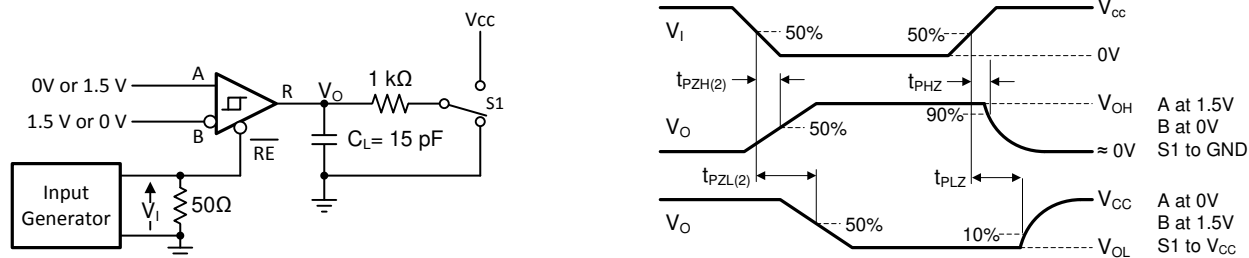 Vcc
0V or 1.5 V
A
1.5 V or 0 V
B
R
VO
1 kΩ
S1
CL= 15 pF
RE
Input
Generator
VI
50Ω
VI
50%
50%
Vcc
0V
tPZH(2)
tPHZ
VO
50%
90%
VOH
≈ 0V
A at 1.5V
B at 0V
S1 to GND
tPZL(2)
tPLZ
VO
50%
10%
VCC
VOL
A at 0V
B at 1.5V
S1 to VCC